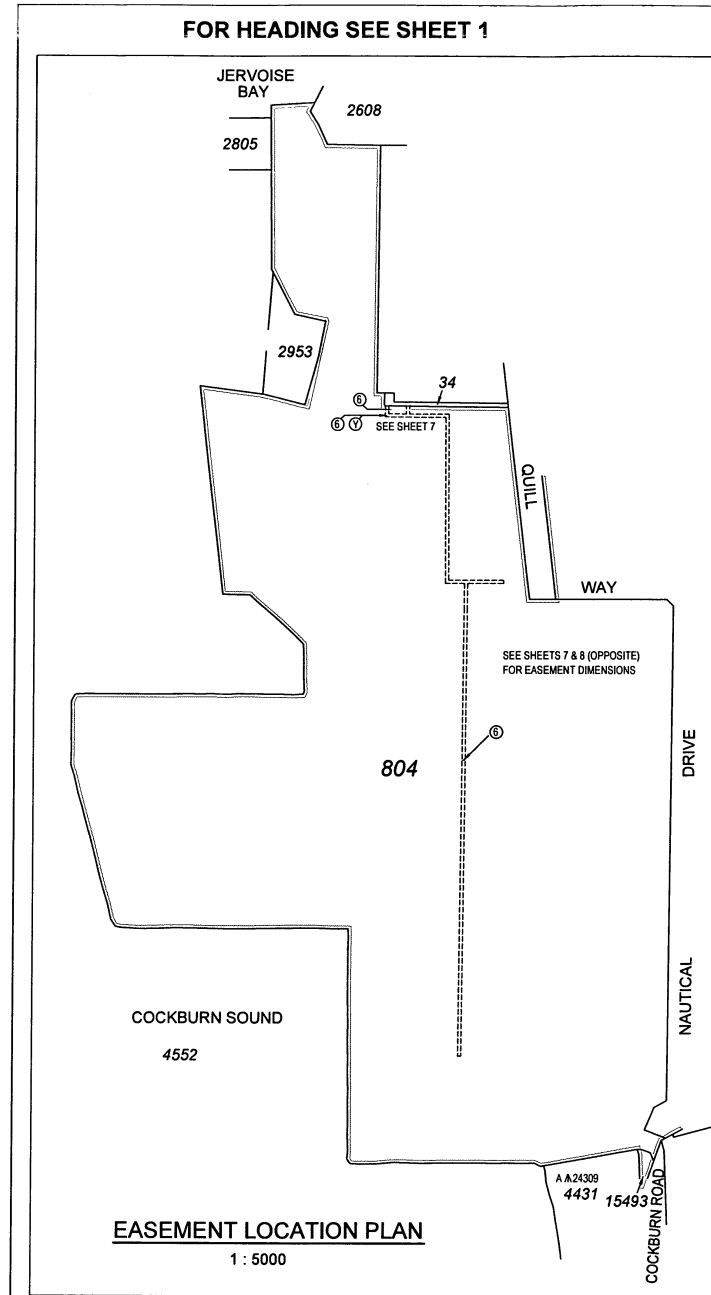 FOR HEADING SEE SHEET 1
JERVOISE
BAY
2608
2805
2953
34
6
6 Y SEE SHEET 7
QUILL
WAY
SEE SHEETS 7 & 8 (OPPOSITE)
FOR EASEMENT DIMENSIONS
6
804
DRIVE
NAUTICAL
COCKBURN SOUND
4552
24309
4431 15493
COCKBURN ROAD
EASEMENT LOCATION PLAN
1 : 5000